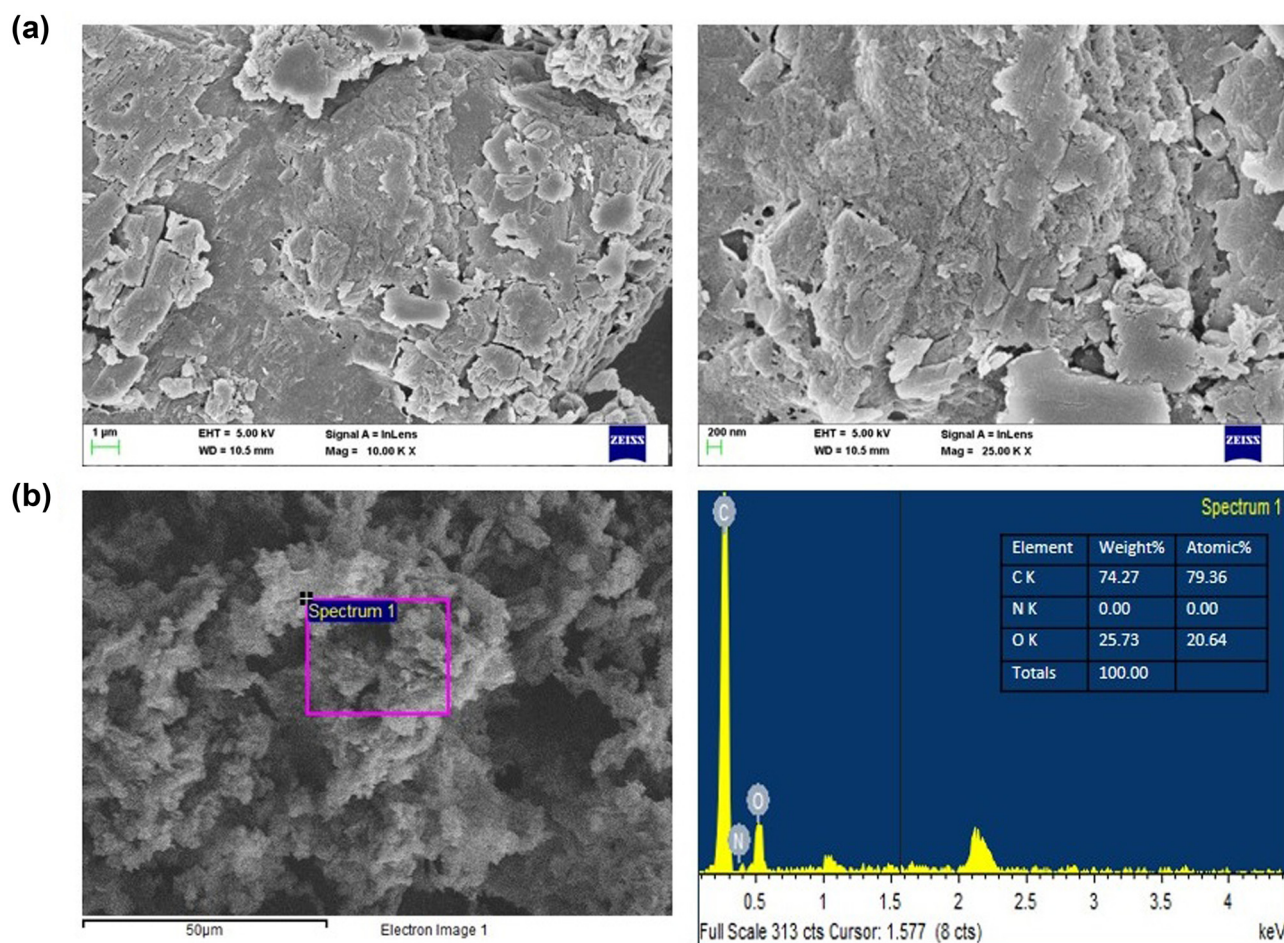 (a)
1 µm
EHT = 5.00 kV
Signal A = InLens
WD = 10.5 mm
Mag = 10.00 K X
ZEISS
200 nm
EHT = 5.00 kV
Signal A = InLens
WD = 10.5 mm
Mag = 25.00 K X
ZEISS
(b)
Spectrum 1
50µm
Electron Image 1
Spectrum 1
Element Weight% Atomic%
C K 74.27 79.36
N K 0.00 0.00
O K 25.73 20.64
Totals 100.00
C
N
O
0.5 1 1.5 2 2.5 3 3.5 4
Full Scale 313 cts Cursor: 1.577 (8 cts) keV